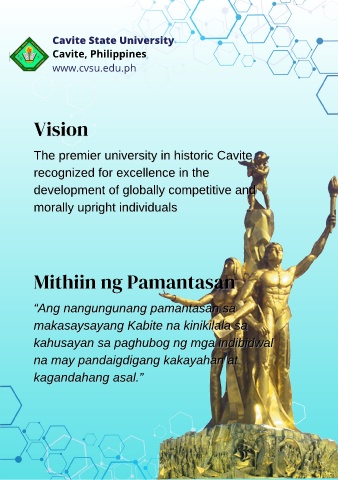 Cavite State University
Cavite, Philippines
www.cvsu.edu.ph
Vision
The premier university in historic Cavite
recognized for excellence in the
development of globally competitive and
morally upright individuals
Mithiin ng Pamantasan
“Ang nangungunang pamantasan sa
makasaysayang Kabite na kinikilala sa
kahusayan sa paghubog ng mga indibidwal
na may pandaigdigang kakayahan at
kagandahang asal.”